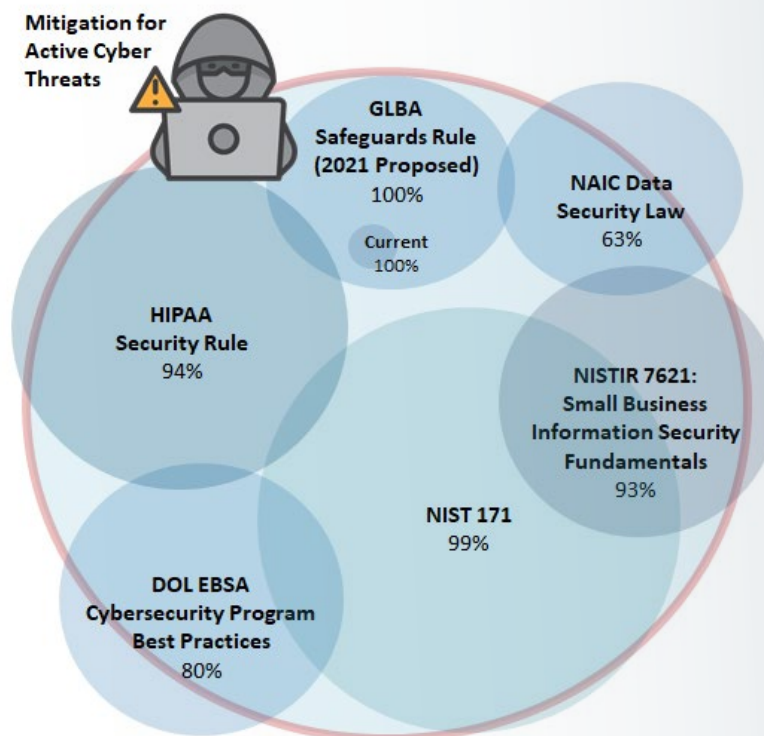 Mitigation for
Active Cyber
Threats
GLBA
Safeguards Rule
(2021 Proposed)
100%
Current
100%
NAIC Data
Security Law
63%
HIPAA
Security Rule
94%
NISTIR 7621:
Small Business
Information Security
Fundamentals
93%
NIST 171
99%
DOL EBSA
Cybersecurity Program
Best Practices
80%